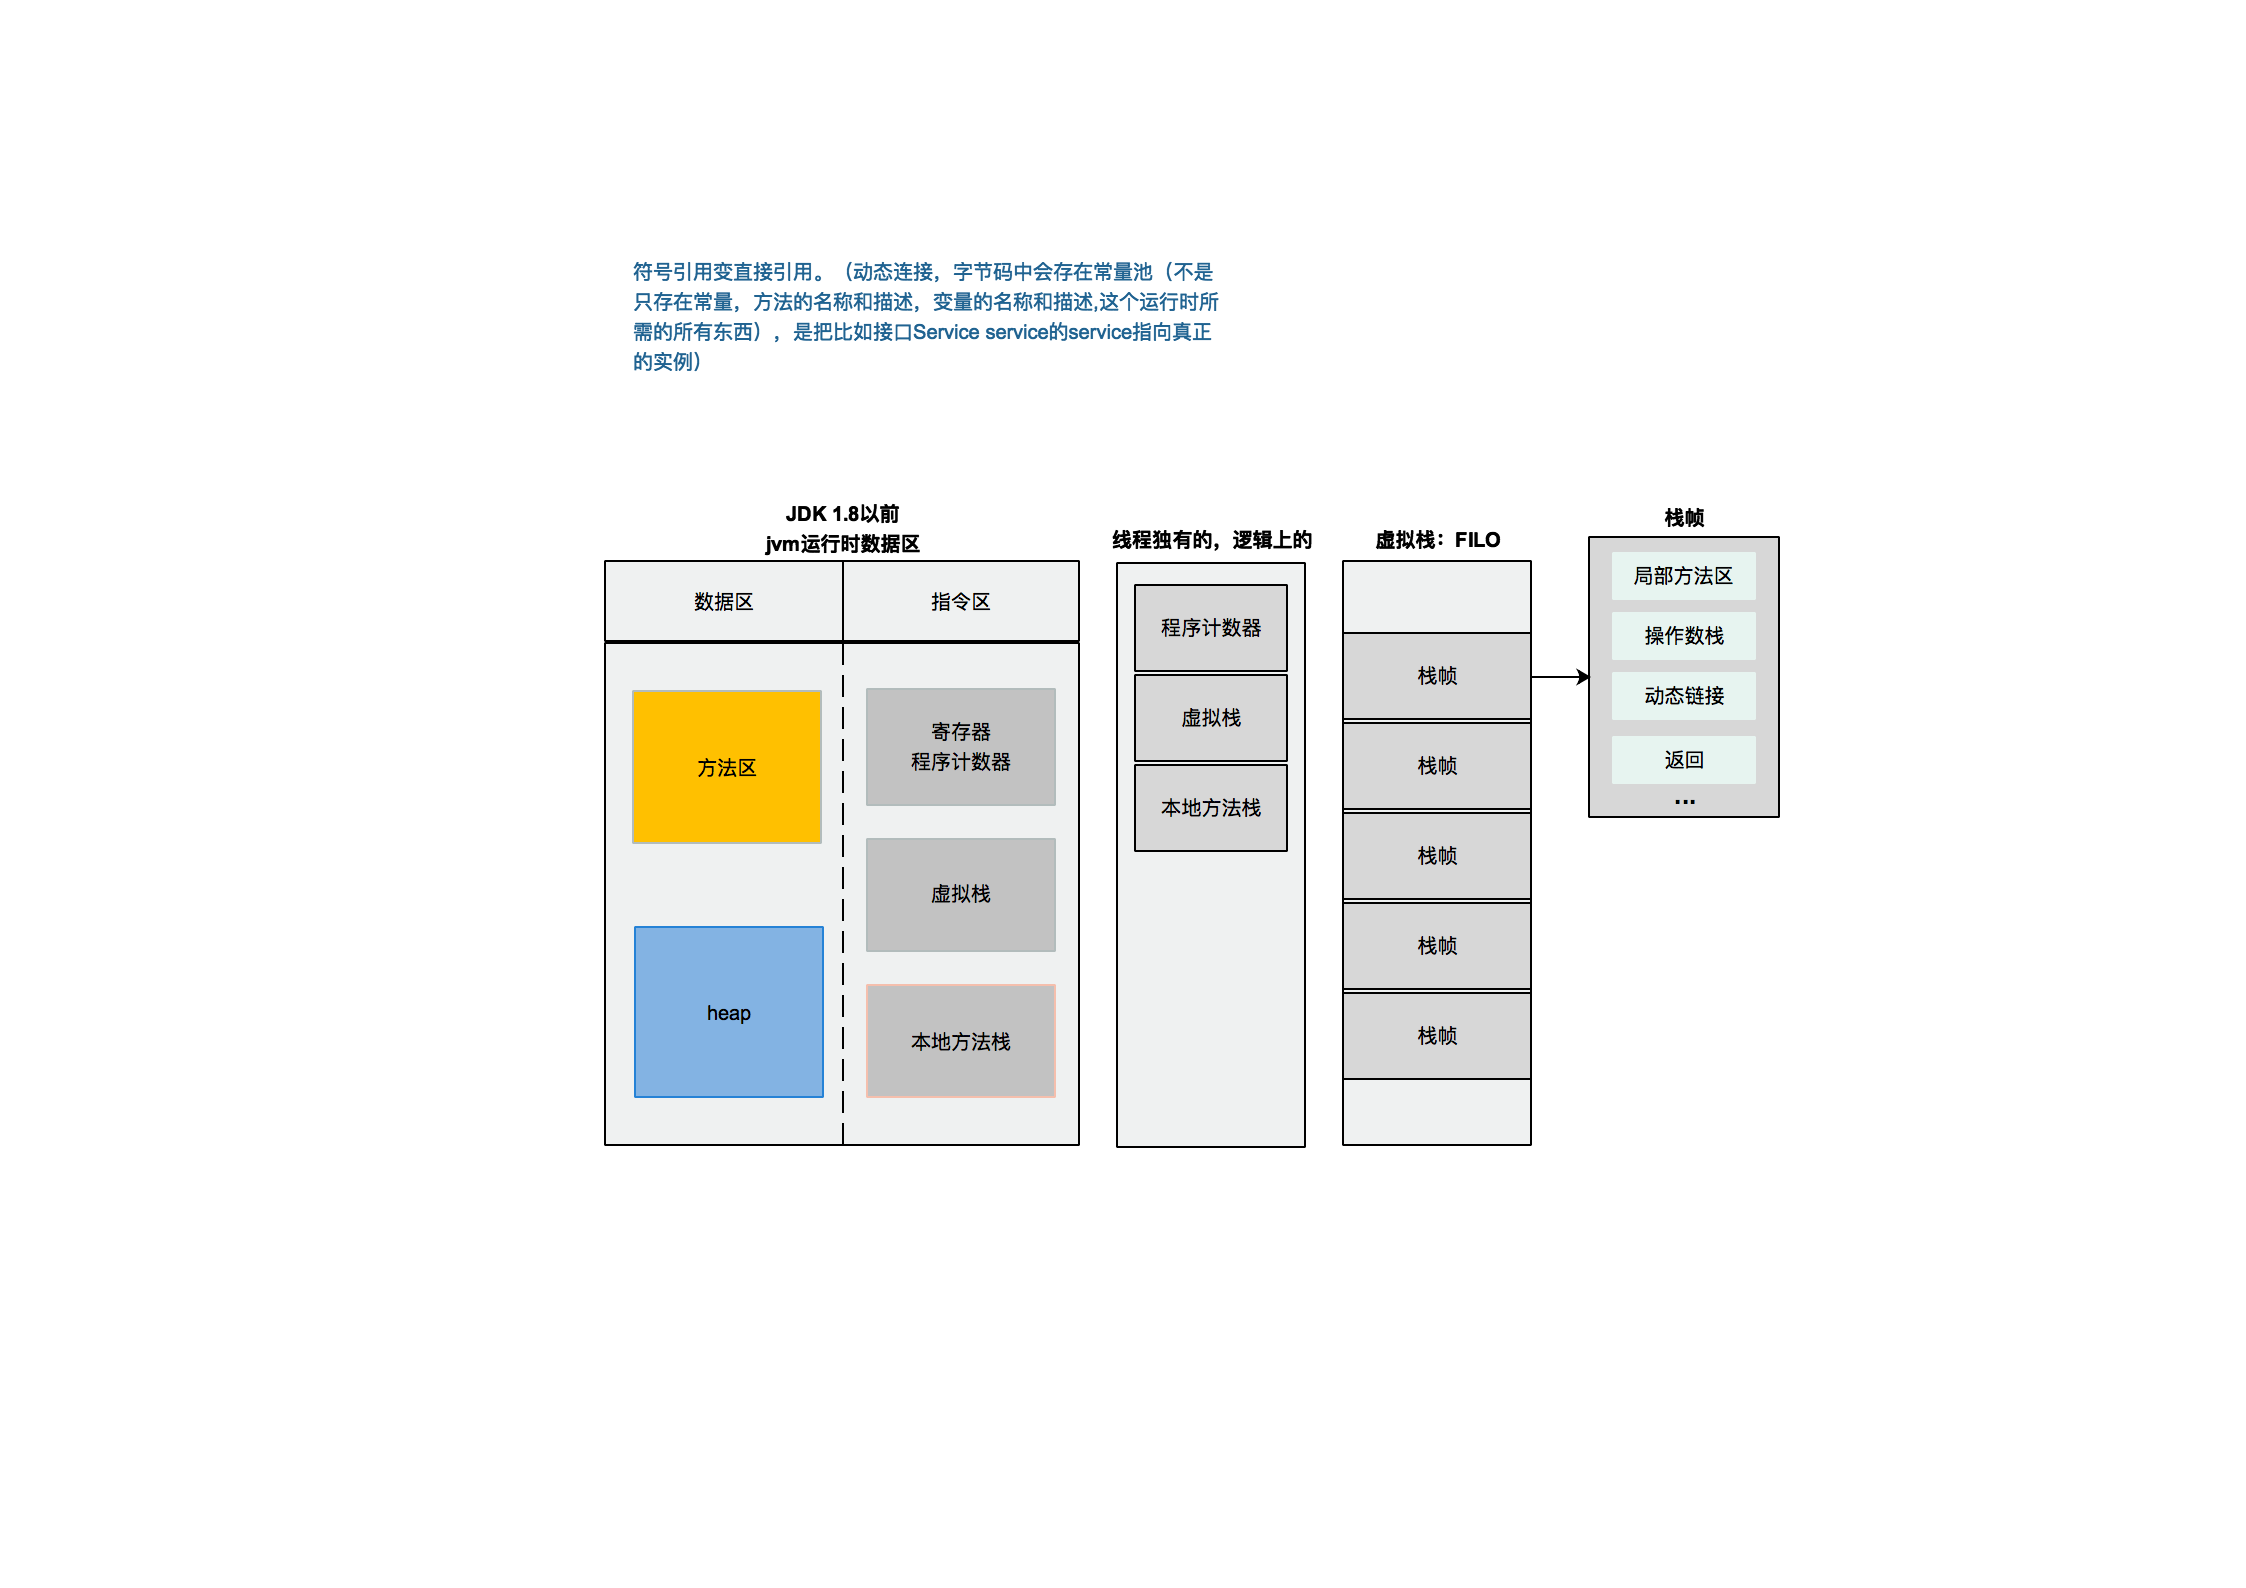 符号引用变直接引用。（动态连接，字节码中会存在常量池（不是
只存在常量，方法的名称和描述，变量的名称和描述,这个运行时所
需的所有东西），是把比如接口Service service的service指向真正
的实例）
JDK 1.8以前
jvm运行时数据区
数据区
指令区
方法区
heap
寄存器
程序计数器
虚拟栈
本地方法栈
线程独有的，逻辑上的
程序计数器
虚拟栈
本地方法栈
虚拟栈：FILO
栈帧
栈帧
栈帧
栈帧
栈帧
栈帧
局部方法区
操作数栈
动态链接
返回
...